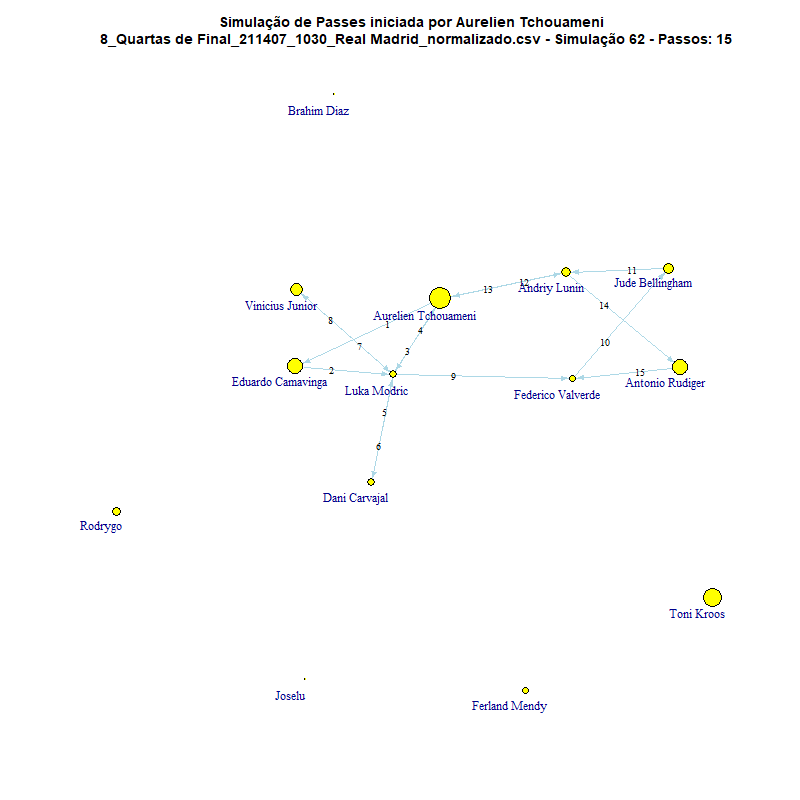 Simulação de Passes iniciada por Aurelien Tchouameni
8_Quartas de Final_211407_1030_Real Madrid_normalizado.csv - Simulação 62 - Passos: 15
Brahim Diaz
11
12
13
Andriy Lunin
Jude Bellingham
Vinicius Junior
14
Aurelien Tchouameni
8
1
4
10
7
3
2
9
15
Eduardo Camavinga
Luka Modric
Federico Valverde
Antonio Rudiger
5
6
Dani Carvajal
Rodrygo
Toni Kroos
Joselu
Ferland Mendy